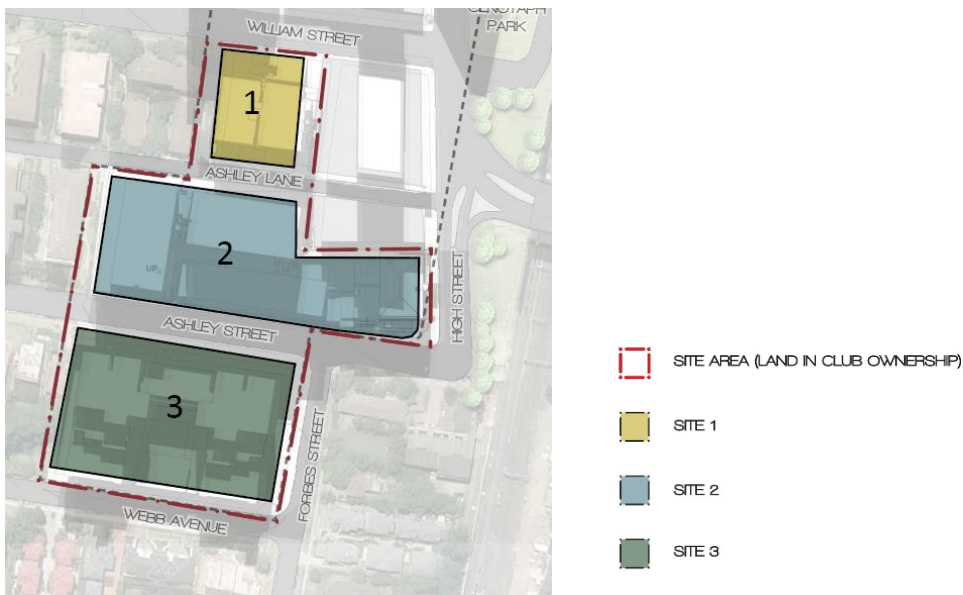 CENOTAPH
PARK
WILLIAM STREET
1
ASHLEY LANE
2
UP
HIGH STREET
ASHLEY STREET
3
FORBES STREET
WEBB AVENUE
SITE AREA (LAND IN CLUB OWNERSHIP)
SITE 1
SITE 2
SITE 3